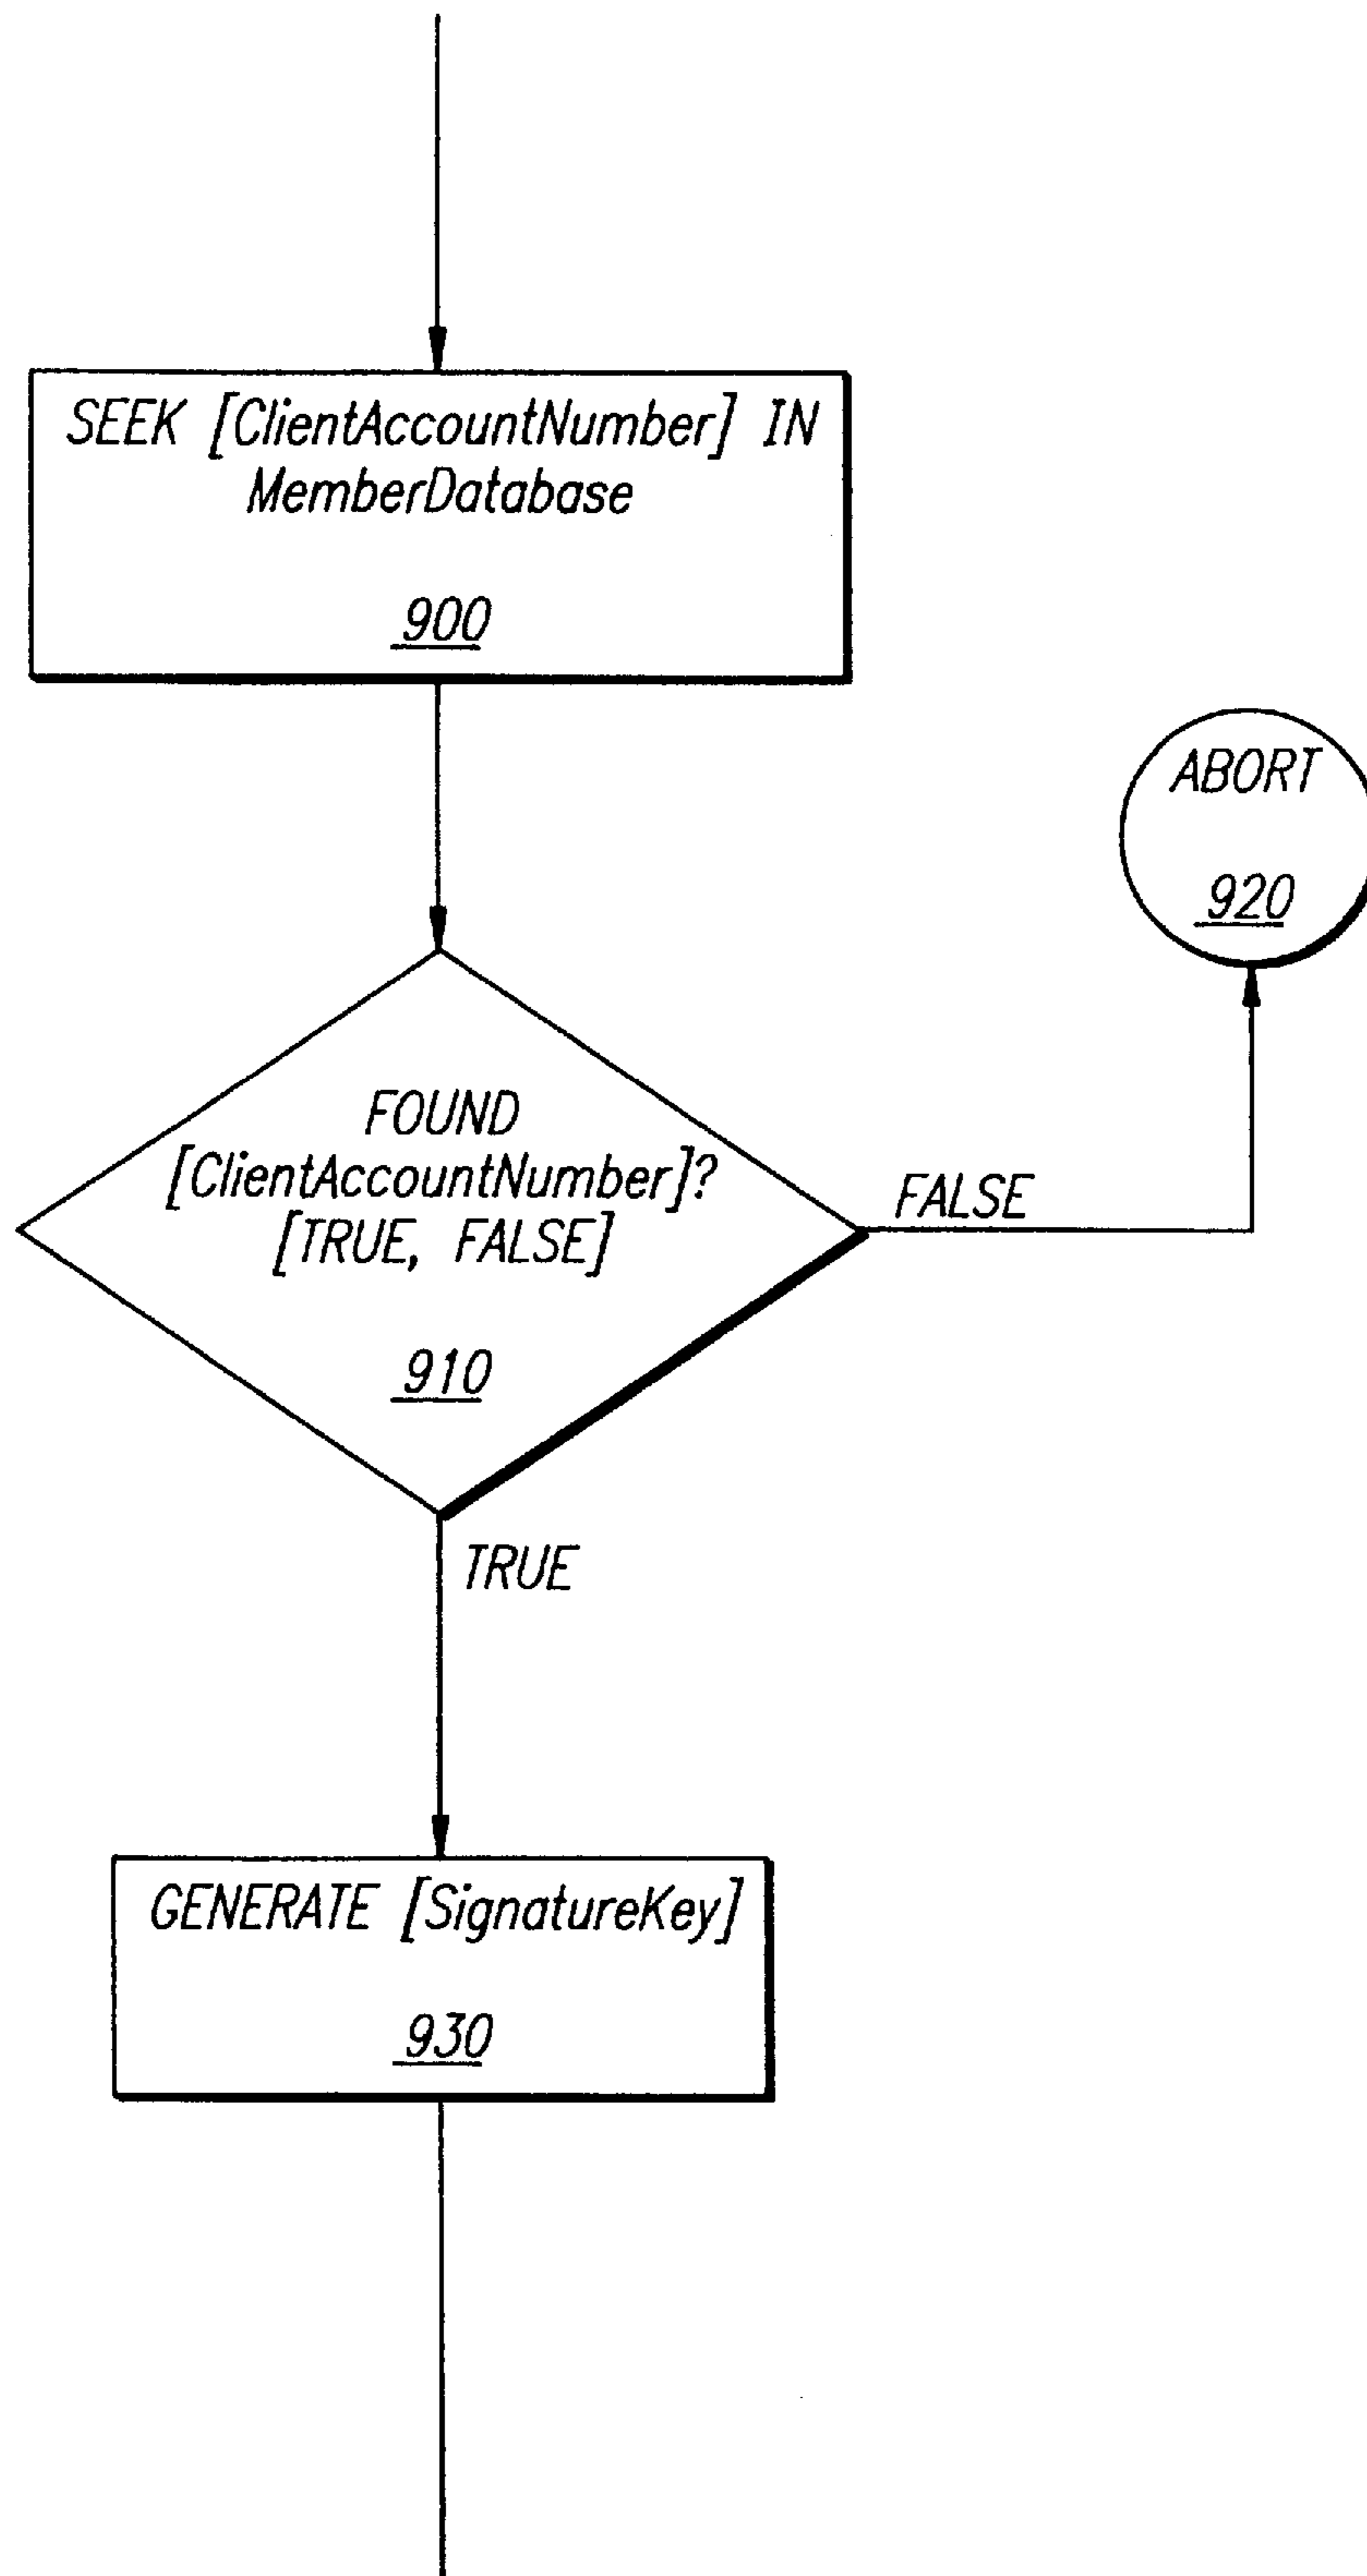 SEEK [ClientAccountNumber] IN
MemberDatabase
900
ABORT
920
FOUND
[ClientAccountNumber]?
[TRUE, FALSE]
910
FALSE
TRUE
GENERATE [SignatureKey]
930